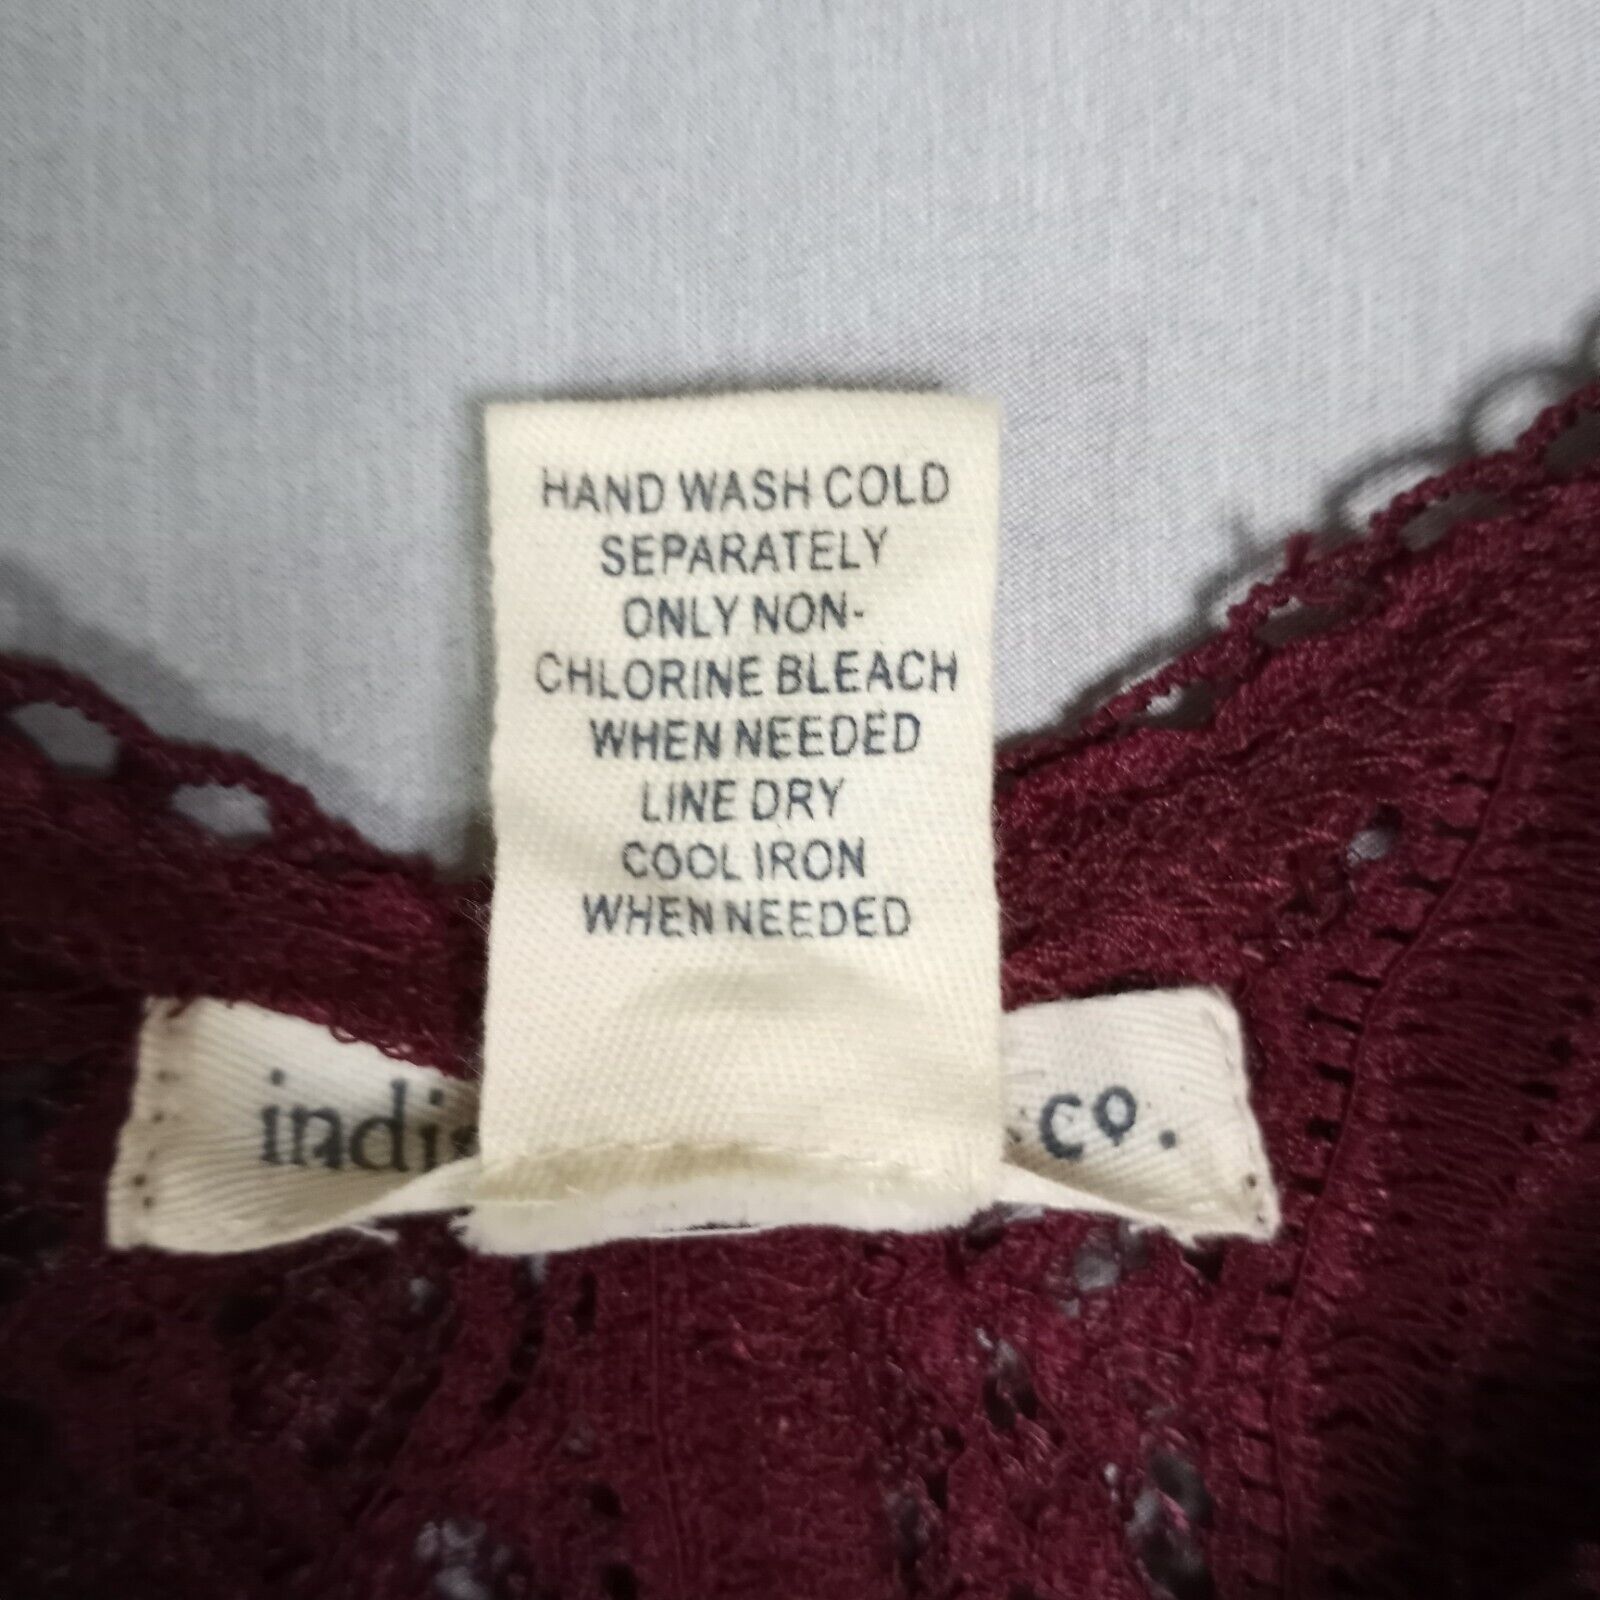 HAND WASH COLD
SEPARATELY
ONLY NON-
CHLORINE BLEACH
WHEN NEEDED
LINE DRY
COOL IRON
WHEN NEEDED
co.